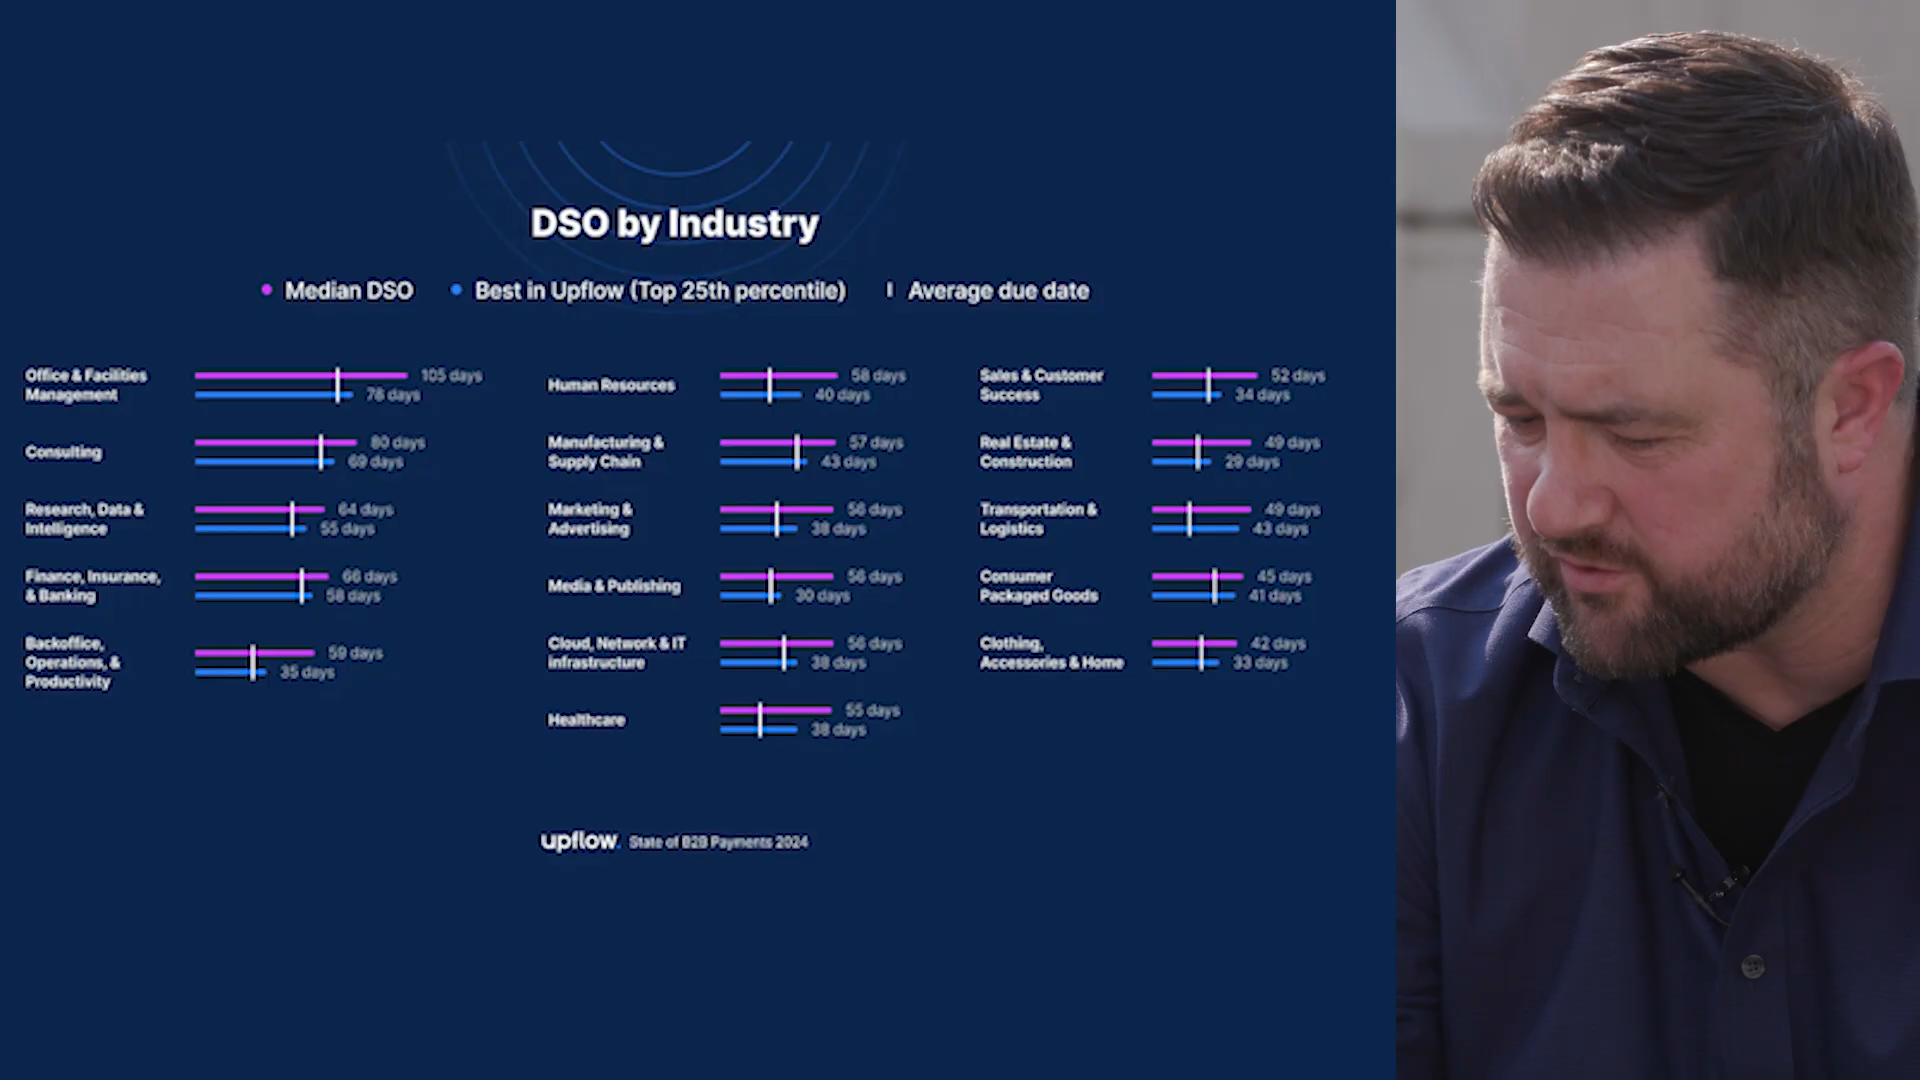 DSO by Industry
Median DSO
Best in Upflow (Top 25th percentile)
Average due date
Office & Facilities
Management
105 days
78 days
Consulting
80 days
69 days
Research, Data &
Intelligence
64 days
55 days
Finance, Insurance,
& Banking
66 days
58 days
Backoffice,
Operations, &
Productivity
59 days
35 days
Human Resources
58 days
40 days
Manufacturing &
Supply Chain
57 days
43 days
Marketing &
Advertising
56 days
38 days
Media & Publishing
56 days
30 days
Cloud, Network & IT
infrastructure
56 days
38 days
Healthcare
55 days
38 days
Sales & Customer
Success
52 days
34 days
Real Estate &
Construction
49 days
29 days
Transportation &
Logistics
49 days
43 days
Consumer
Packaged Goods
45 days
41 days
Clothing,
Accessories & Home
42 days
33 days
upflow. State of B2B Payments 2024